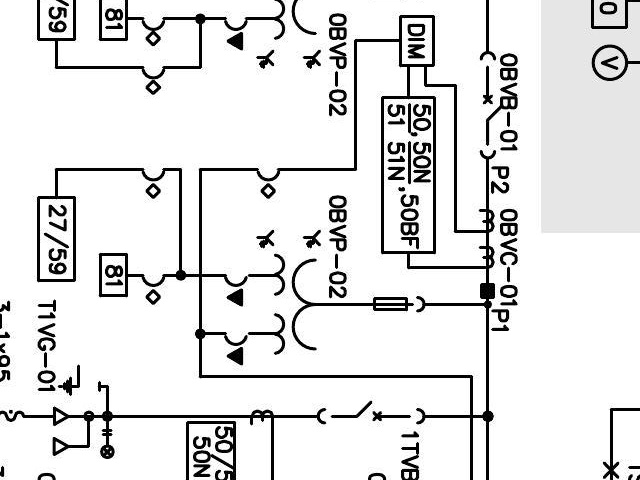 0BVB-01
P2
0BVC-01
P1
DIM
50,50N,50BF
51 51N
0BVP-02
0BVP-02
81
/59
27/59
81
V
0
T1VG-01
3-1x95
50/5
50N
1TVB